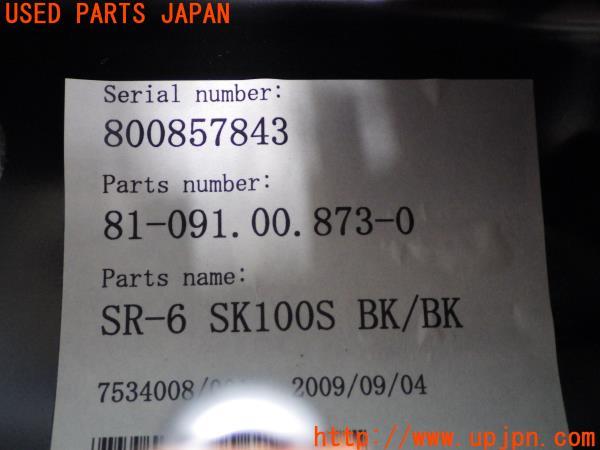 USED PARTS JAPAN
Serial number:
800857843
Parts number:
81-091.00.873-0
Parts name:
SR-6 SK100S BK/BK
2009/09/04
http://www.upjpn.com